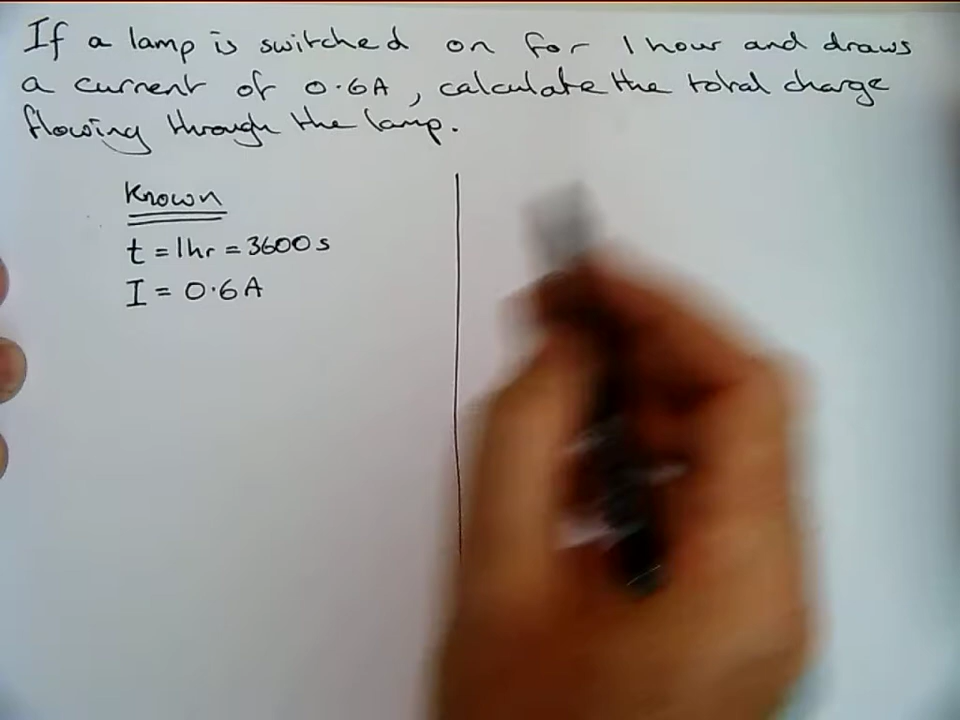 If a lamp is switched on for 1 hour and draws
a current of 0.6A, calculate the total charge
flowing through the lamp.
Known
t = 1hr = 3600s
I = 0.6A